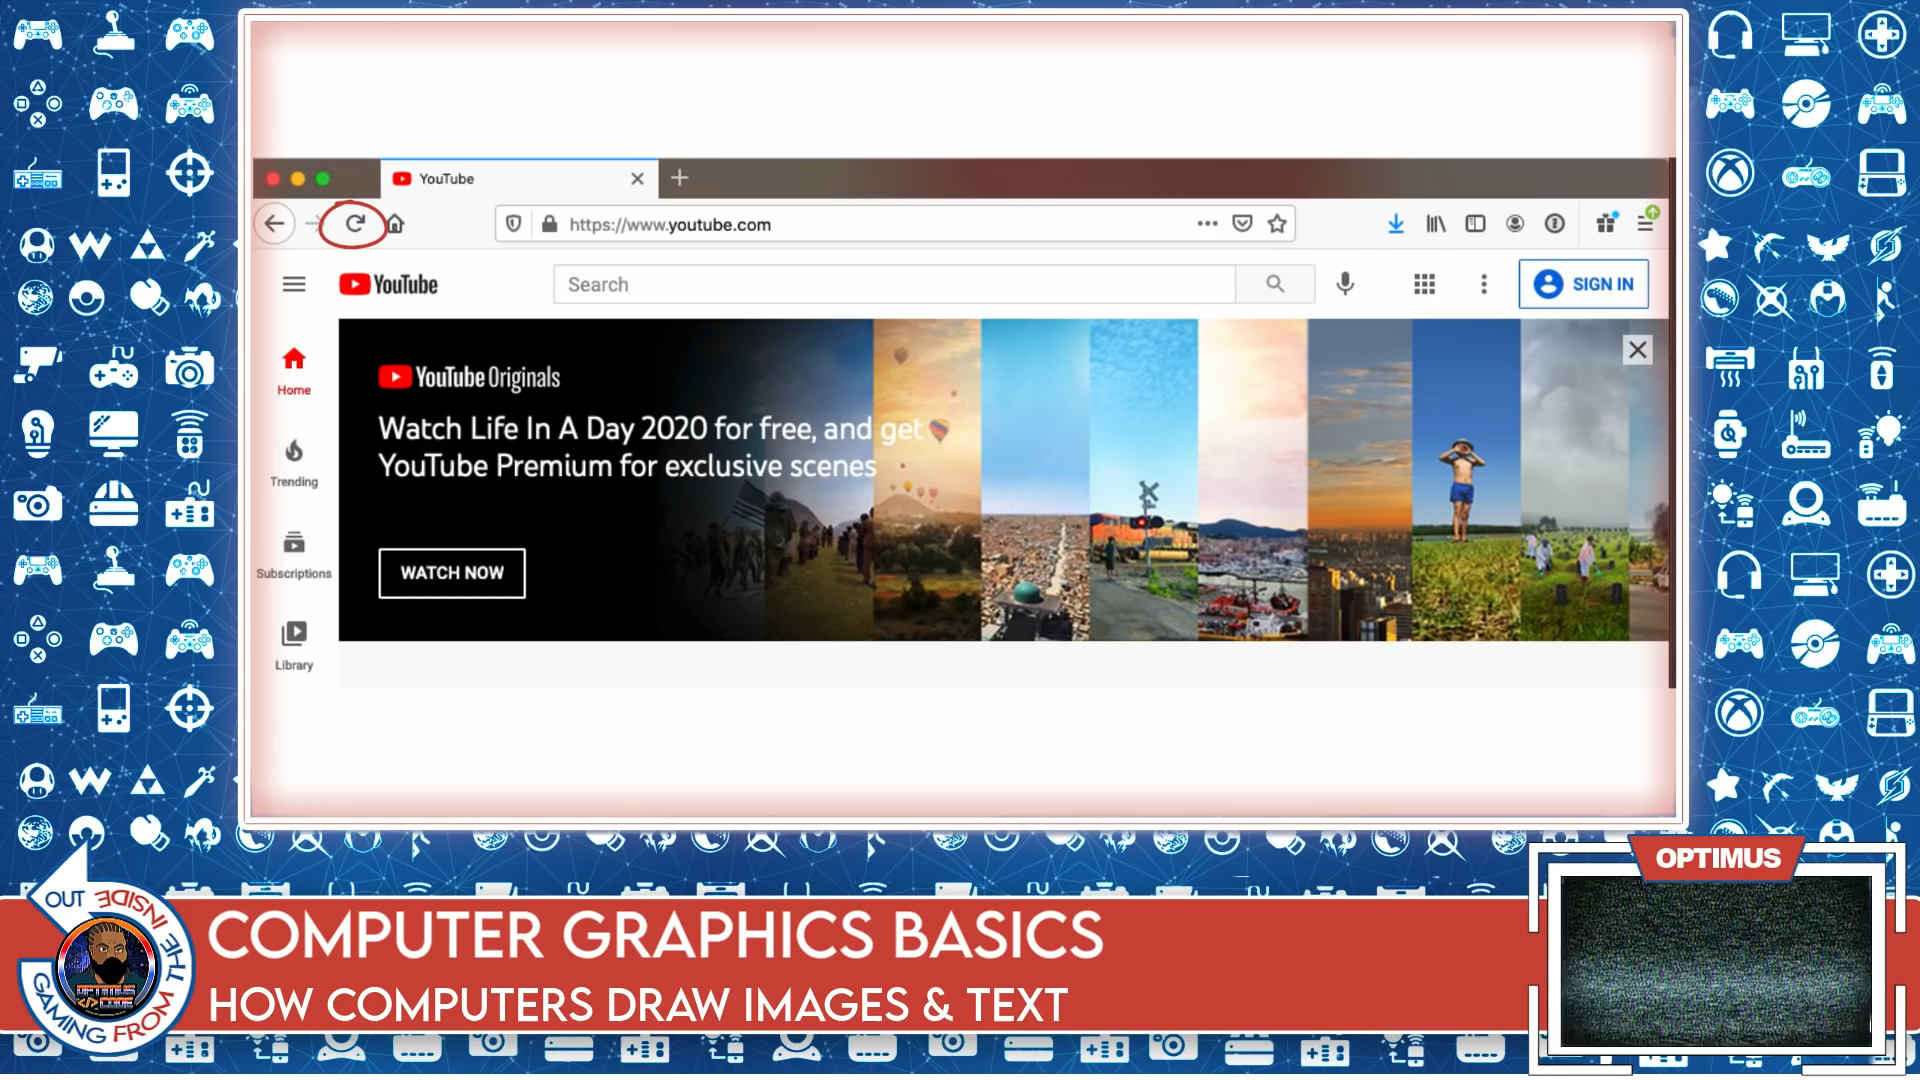 YouTube
https://www.youtube.com
YouTube
Search
SIGN IN
Home
YouTube Originals
Watch Life In A Day 2020 for free, and get
YouTube Premium for exclusive scenes
Trending
WATCH NOW
Subscriptions
Library
OPTIMUS
OUT INSIDE THE
GAMING FROM
OPTIMUS
CODE
COMPUTER GRAPHICS BASICS
HOW COMPUTERS DRAW IMAGES & TEXT